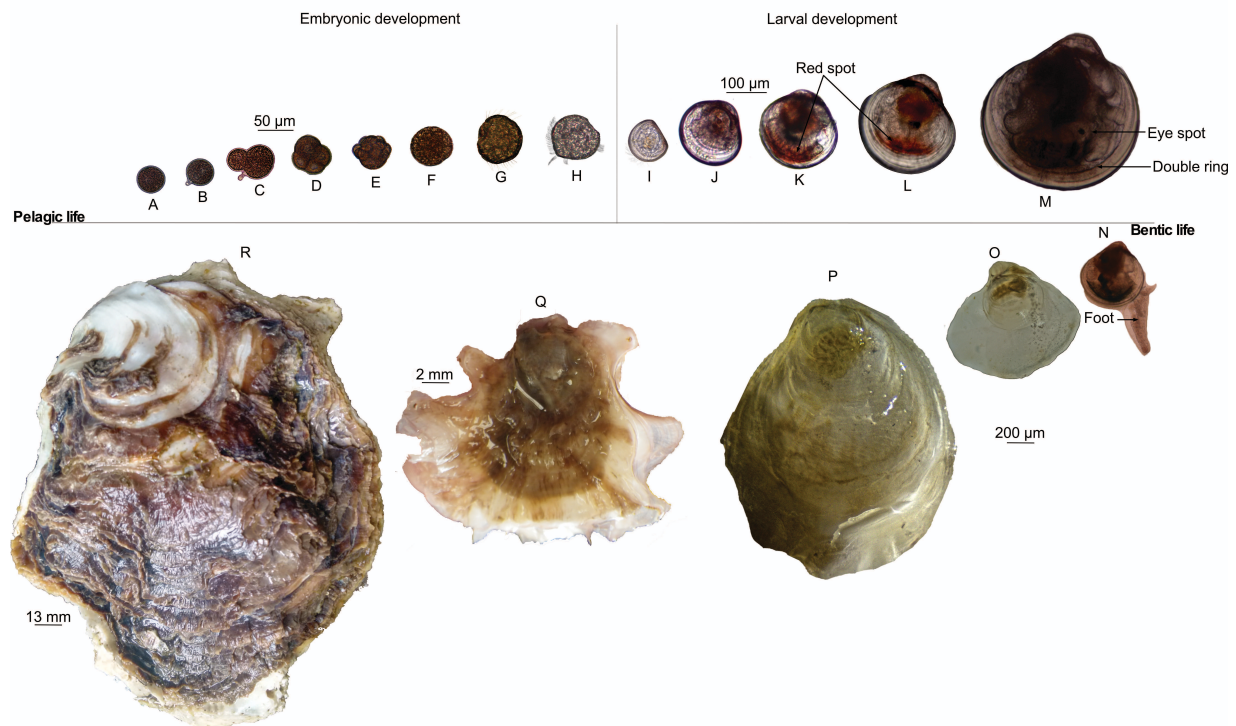 Embryonic development
Larval development
50 µm
100 µm
Red spot
Eye spot
Double ring
A
B
C
D
E
F
G
H
I
J
K
L
M
Pelagic life
Bentic life
R
Q
P
O
N
Foot
2 mm
200 µm
13 mm